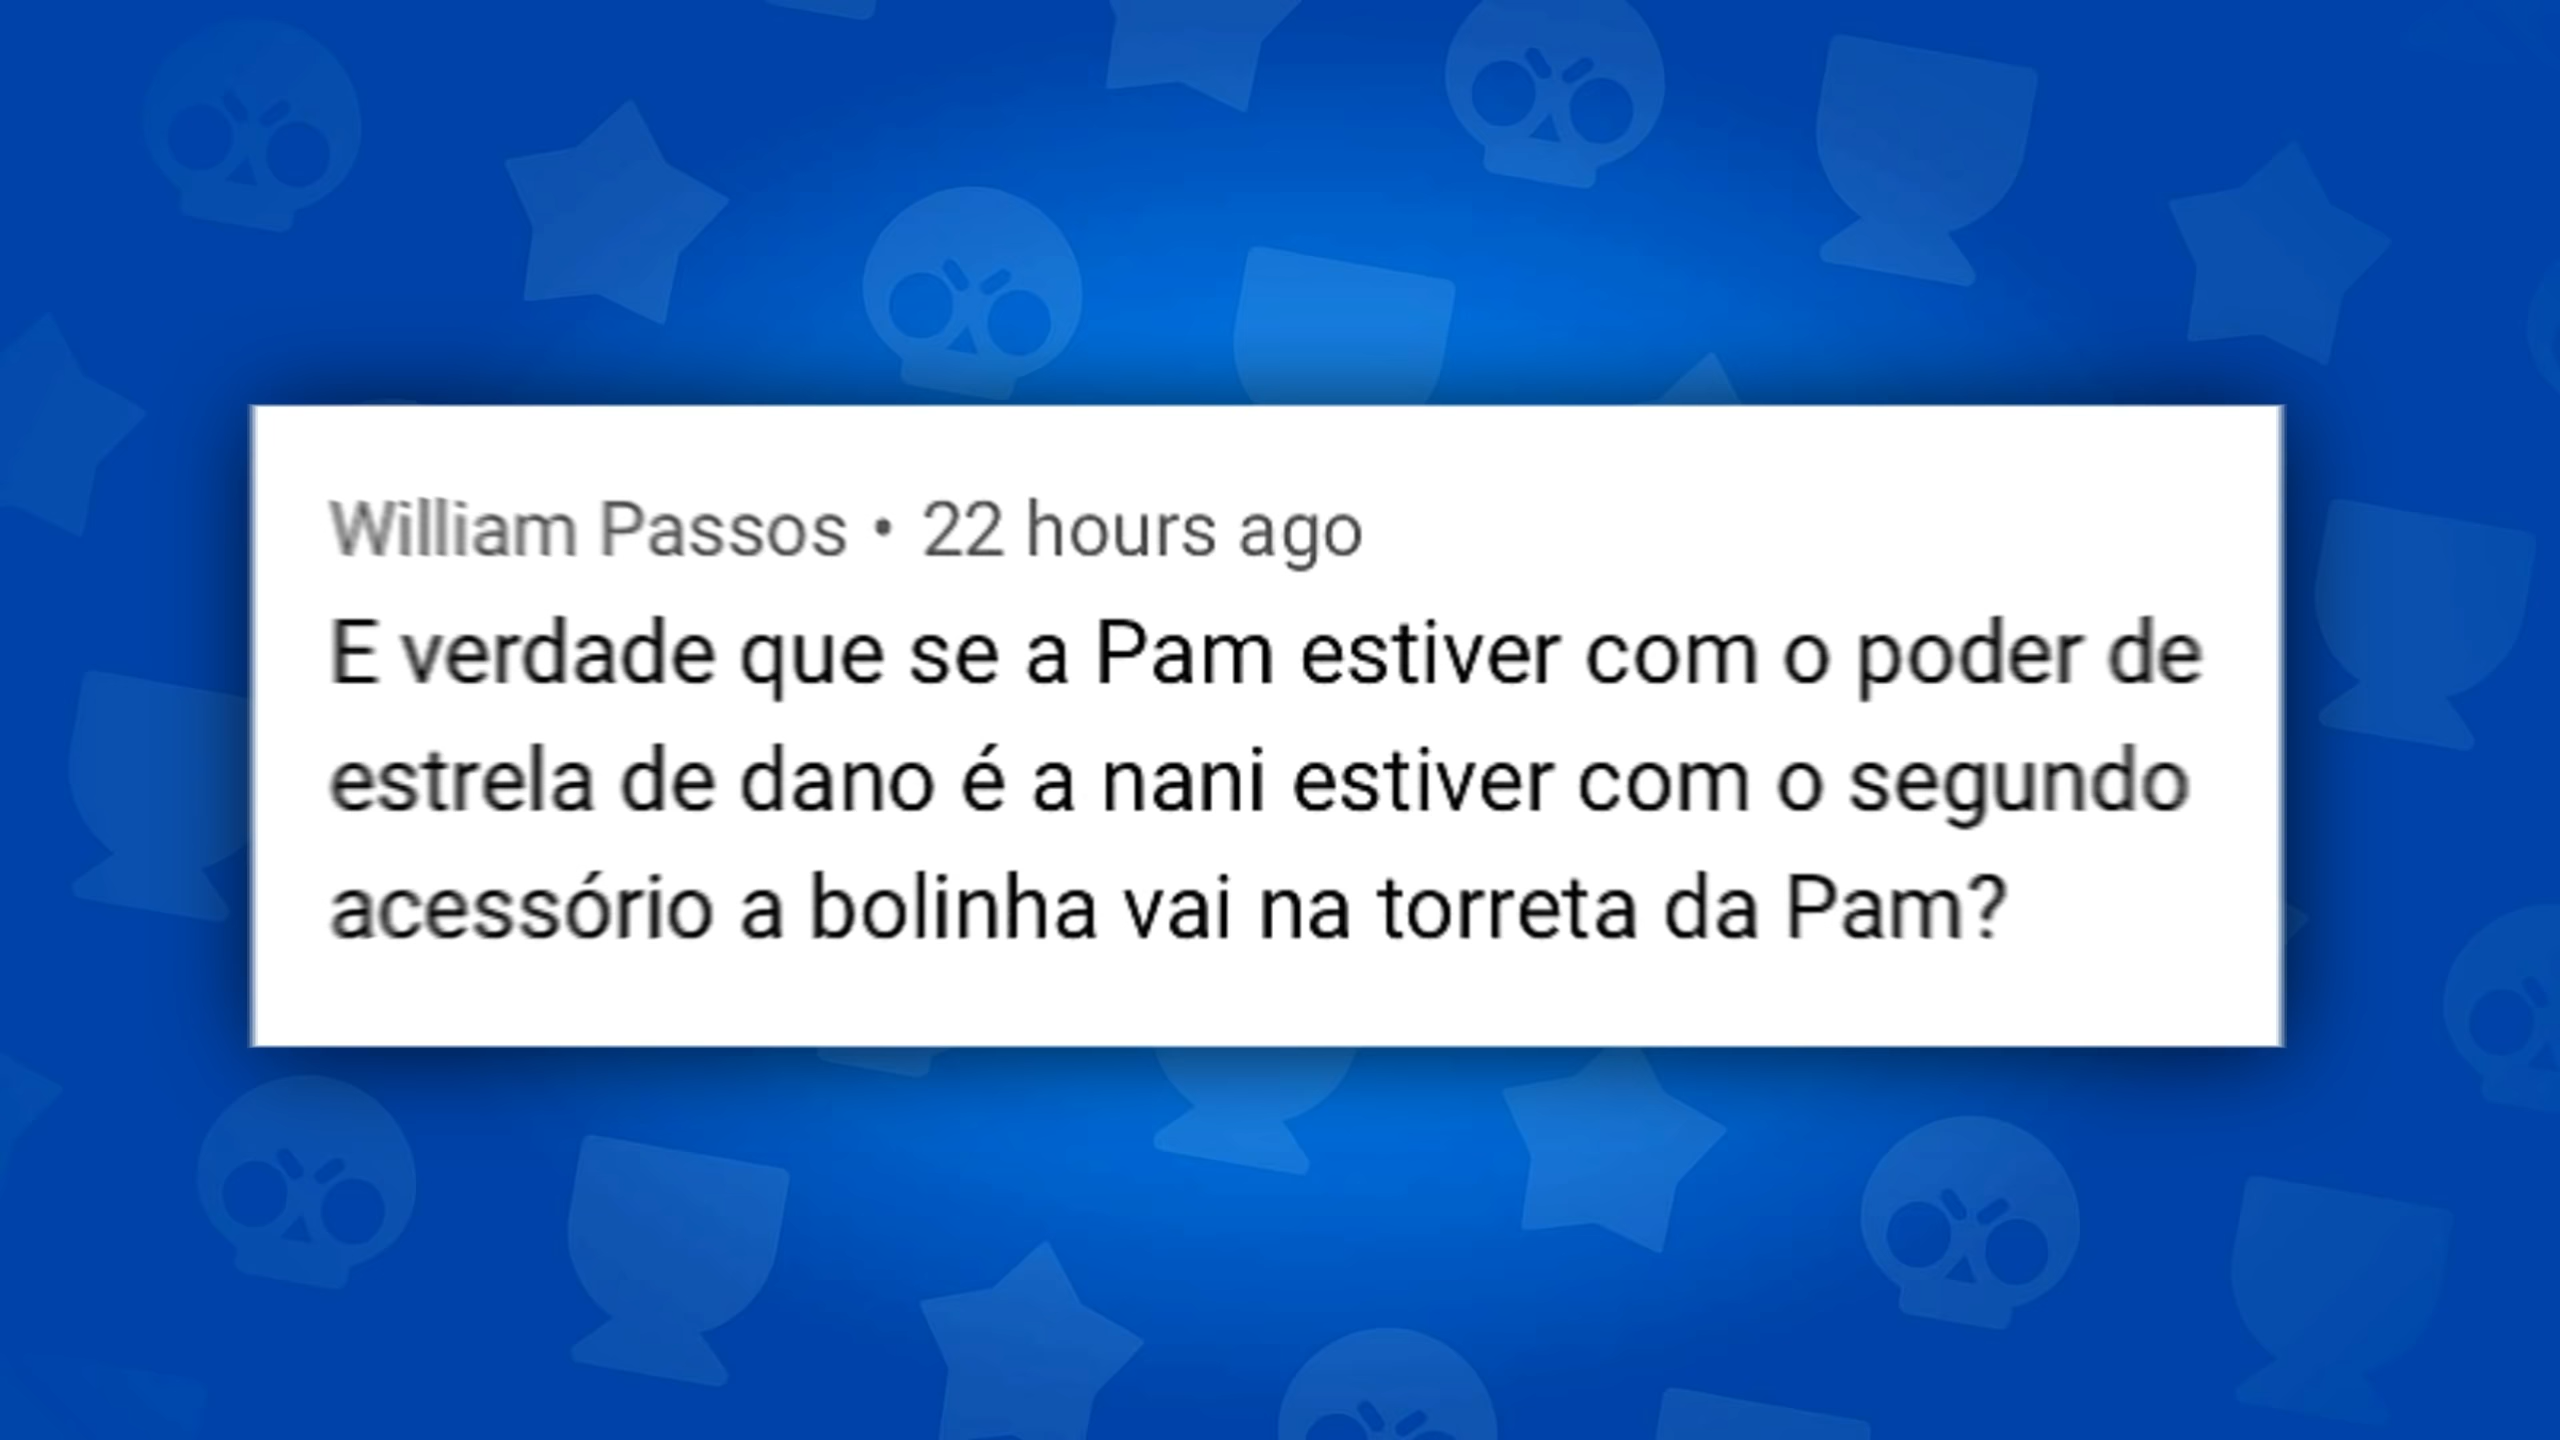 William Passos • 22 hours ago
E verdade que se a Pam estiver com o poder de
estrela de dano é a nani estiver com o segundo
acessório a bolinha vai na torreta da Pam?